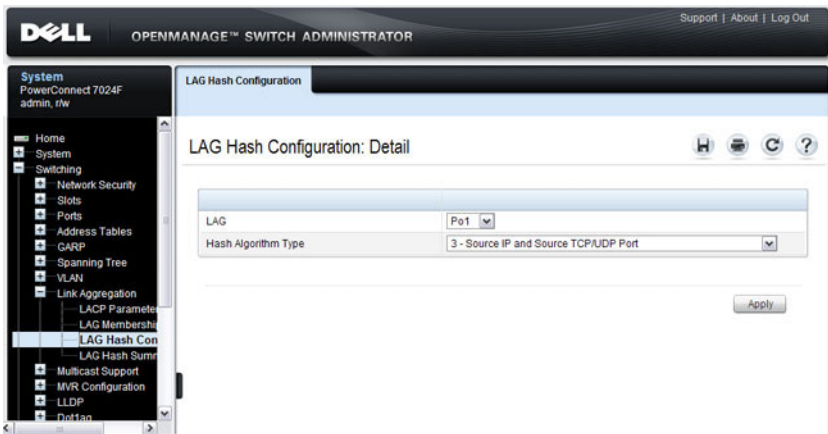 Support | About | Log Out
DELL
OPENMANAGE™ SWITCH ADMINISTRATOR
System
PowerConnect 7024F
admin, r/w
LAG Hash Configuration
Home
System
Switching
Network Security
Slots
Ports
Address Tables
GARP
Spanning Tree
VLAN
Link Aggregation
LACP Parameter
LAG Membershi
LAG Hash Con
LAG Hash Summ
Multicast Support
MVR Configuration
LLDP
Dot1ag
LAG Hash Configuration: Detail
?
LAG
Po1
Hash Algorithm Type
3 - Source IP and Source TCP/UDP Port
Apply